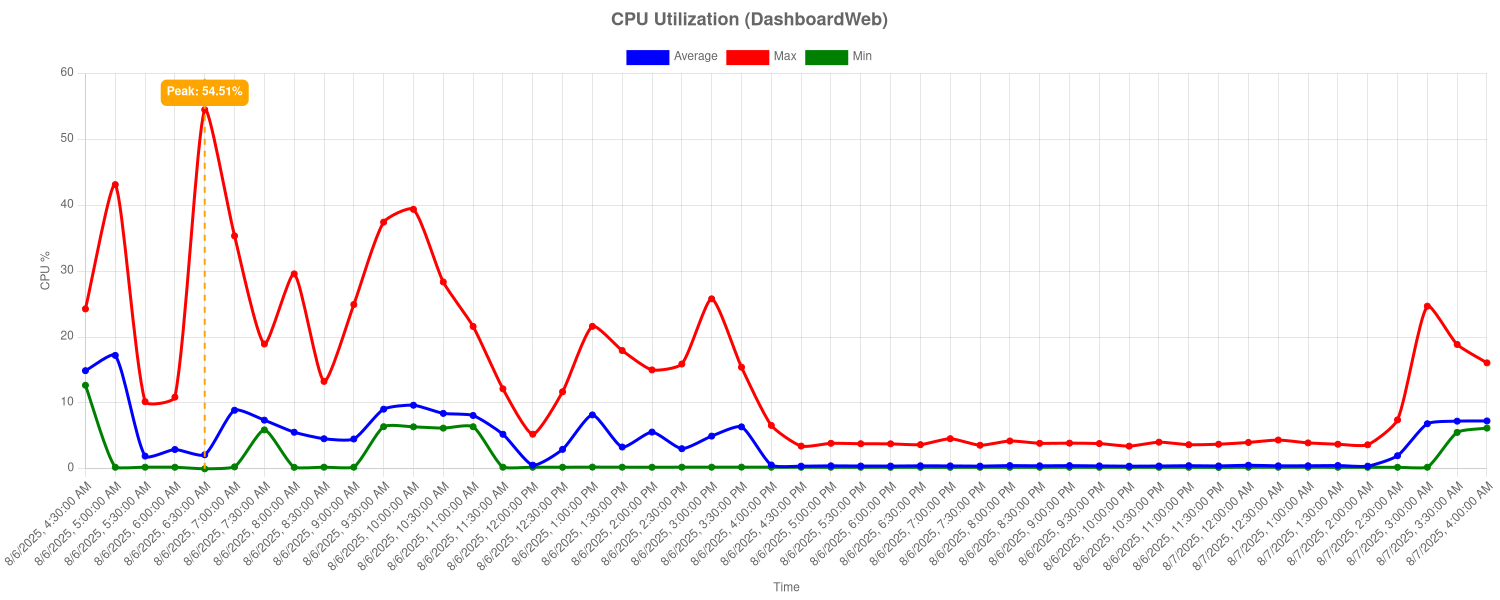 CPU Utilization (DashboardWeb)
Average Max Min
Peak: 54.51%
CPU %
60
50
40
30
20
10
0
8/6/2025, 4:30:00 AM
8/6/2025, 5:00:00 AM
8/6/2025, 5:30:00 AM
8/6/2025, 6:00:00 AM
8/6/2025, 6:30:00 AM
8/6/2025, 7:00:00 AM
8/6/2025, 7:30:00 AM
8/6/2025, 8:00:00 AM
8/6/2025, 8:30:00 AM
8/6/2025, 9:00:00 AM
8/6/2025, 9:30:00 AM
8/6/2025, 10:00:00 AM
8/6/2025, 10:30:00 AM
8/6/2025, 11:00:00 AM
8/6/2025, 11:30:00 AM
8/6/2025, 12:00:00 PM
8/6/2025, 12:30:00 PM
8/6/2025, 1:00:00 PM
8/6/2025, 1:30:00 PM
8/6/2025, 2:00:00 PM
8/6/2025, 2:30:00 PM
8/6/2025, 3:00:00 PM
8/6/2025, 3:30:00 PM
8/6/2025, 4:00:00 PM
8/6/2025, 4:30:00 PM
8/6/2025, 5:00:00 PM
8/6/2025, 5:30:00 PM
8/6/2025, 6:00:00 PM
8/6/2025, 6:30:00 PM
8/6/2025, 7:00:00 PM
8/6/2025, 7:30:00 PM
8/6/2025, 8:00:00 PM
8/6/2025, 8:30:00 PM
8/6/2025, 9:00:00 PM
8/6/2025, 9:30:00 PM
8/6/2025, 10:00:00 PM
8/6/2025, 10:30:00 PM
8/6/2025, 11:00:00 PM
8/6/2025, 11:30:00 PM
8/7/2025, 12:00:00 AM
8/7/2025, 12:30:00 AM
8/7/2025, 1:00:00 AM
8/7/2025, 1:30:00 AM
8/7/2025, 2:00:00 AM
8/7/2025, 2:30:00 AM
8/7/2025, 3:00:00 AM
8/7/2025, 3:30:00 AM
8/7/2025, 4:00:00 AM
Time